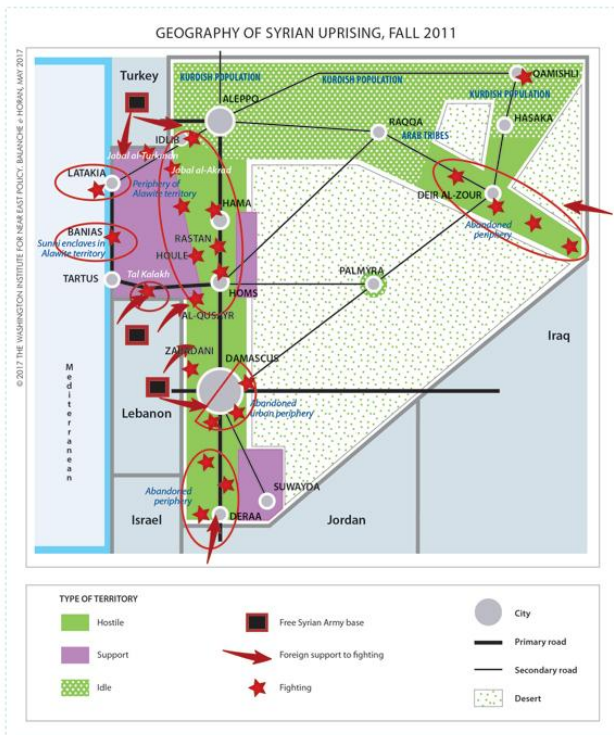 GEOGRAPHY OF SYRIAN UPRISING, FALL 2011
© 2017 THE WASHINGTON INSTITUTE FOR NEAR EAST POLICY, BALANCHE & HORAN, MAY 2017
Turkey
KURDISH POPULATION
KURDISH POPULATION
QAMISHLI
KURDISH POPULATION
ALEPPO
RAQQA
HASAKA
ARAB TRIBES
IDLIB
Jabal al-Turkman
Jabal al-Akrad
LATAKIA
Periphery of
Alawite territory
DEIR AL-ZOUR
Abandoned
periphery
HAMA
BANIAS
Sunni enclaves in
Alawite territory
RASTAN
HOULE
TARTUS
Tal Kalakh
HOMS
PALMYRA
AL-QUSAYR
Iraq
ZABADANI
DAMASCUS
Mediterranean
Lebanon
Abandoned
urban periphery
Abandoned
periphery
SUWAYDA
Israel
DERAA
Jordan
TYPE OF TERRITORY
Hostile
Support
Idle
Free Syrian Army base
Foreign support to fighting
Fighting
City
Primary road
Secondary road
Desert